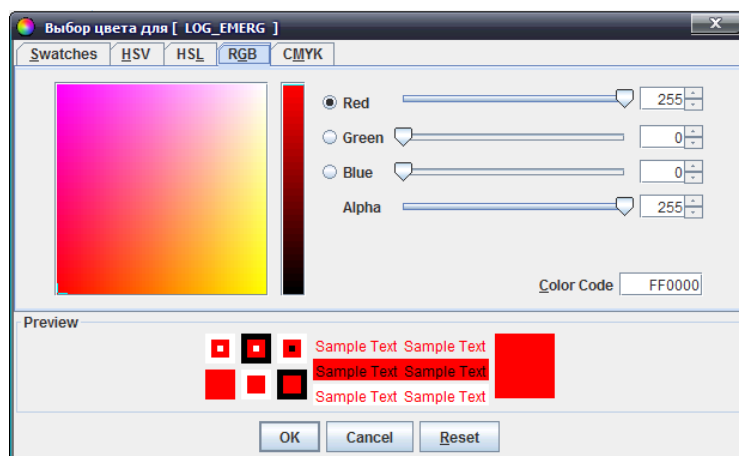 Выбор цвета для [ LOG_EMERG ] x
Swatches HSV HSL RGB CMYK
Red 255
Green 0
Blue 0
Alpha 255
Color Code FF0000
Preview
Sample Text Sample Text
Sample Text Sample Text
Sample Text Sample Text
OK Cancel Reset